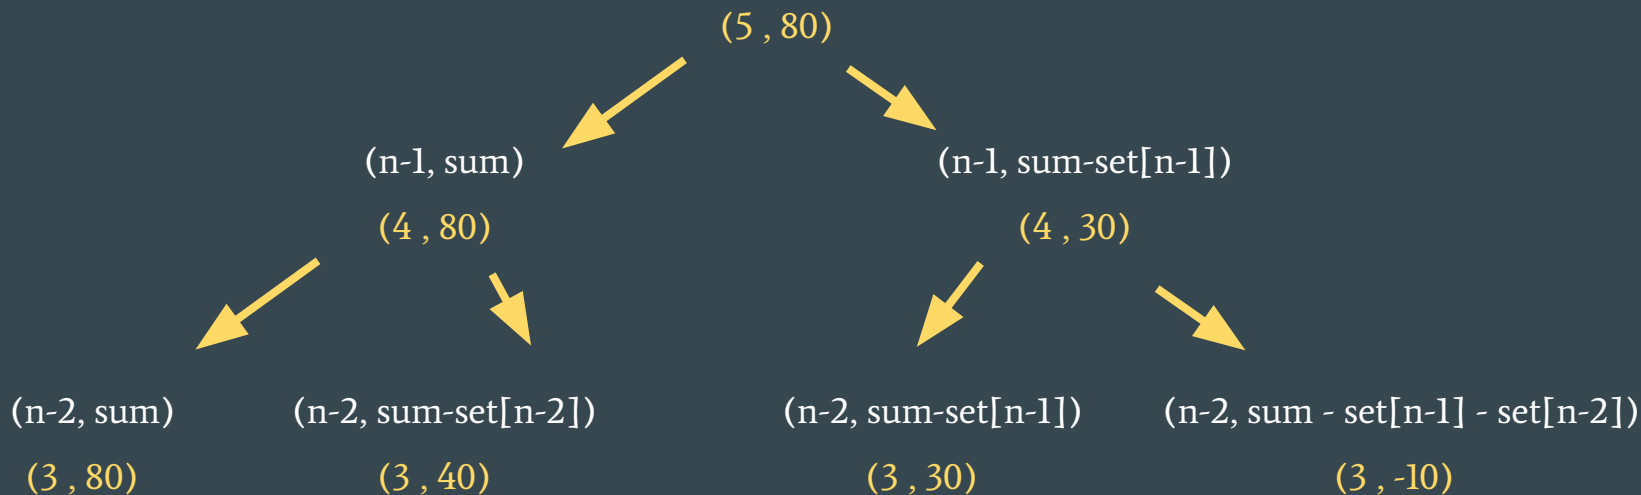 (5 , 80)
(n-1, sum)
(n-1, sum-set[n-1])
(4 , 80)
(4 , 30)
(n-2, sum)
(n-2, sum-set[n-2])
(n-2, sum-set[n-1])
(n-2, sum - set[n-1] - set[n-2])
(3 , 80)
(3 , 40)
(3 , 30)
(3 , -10)